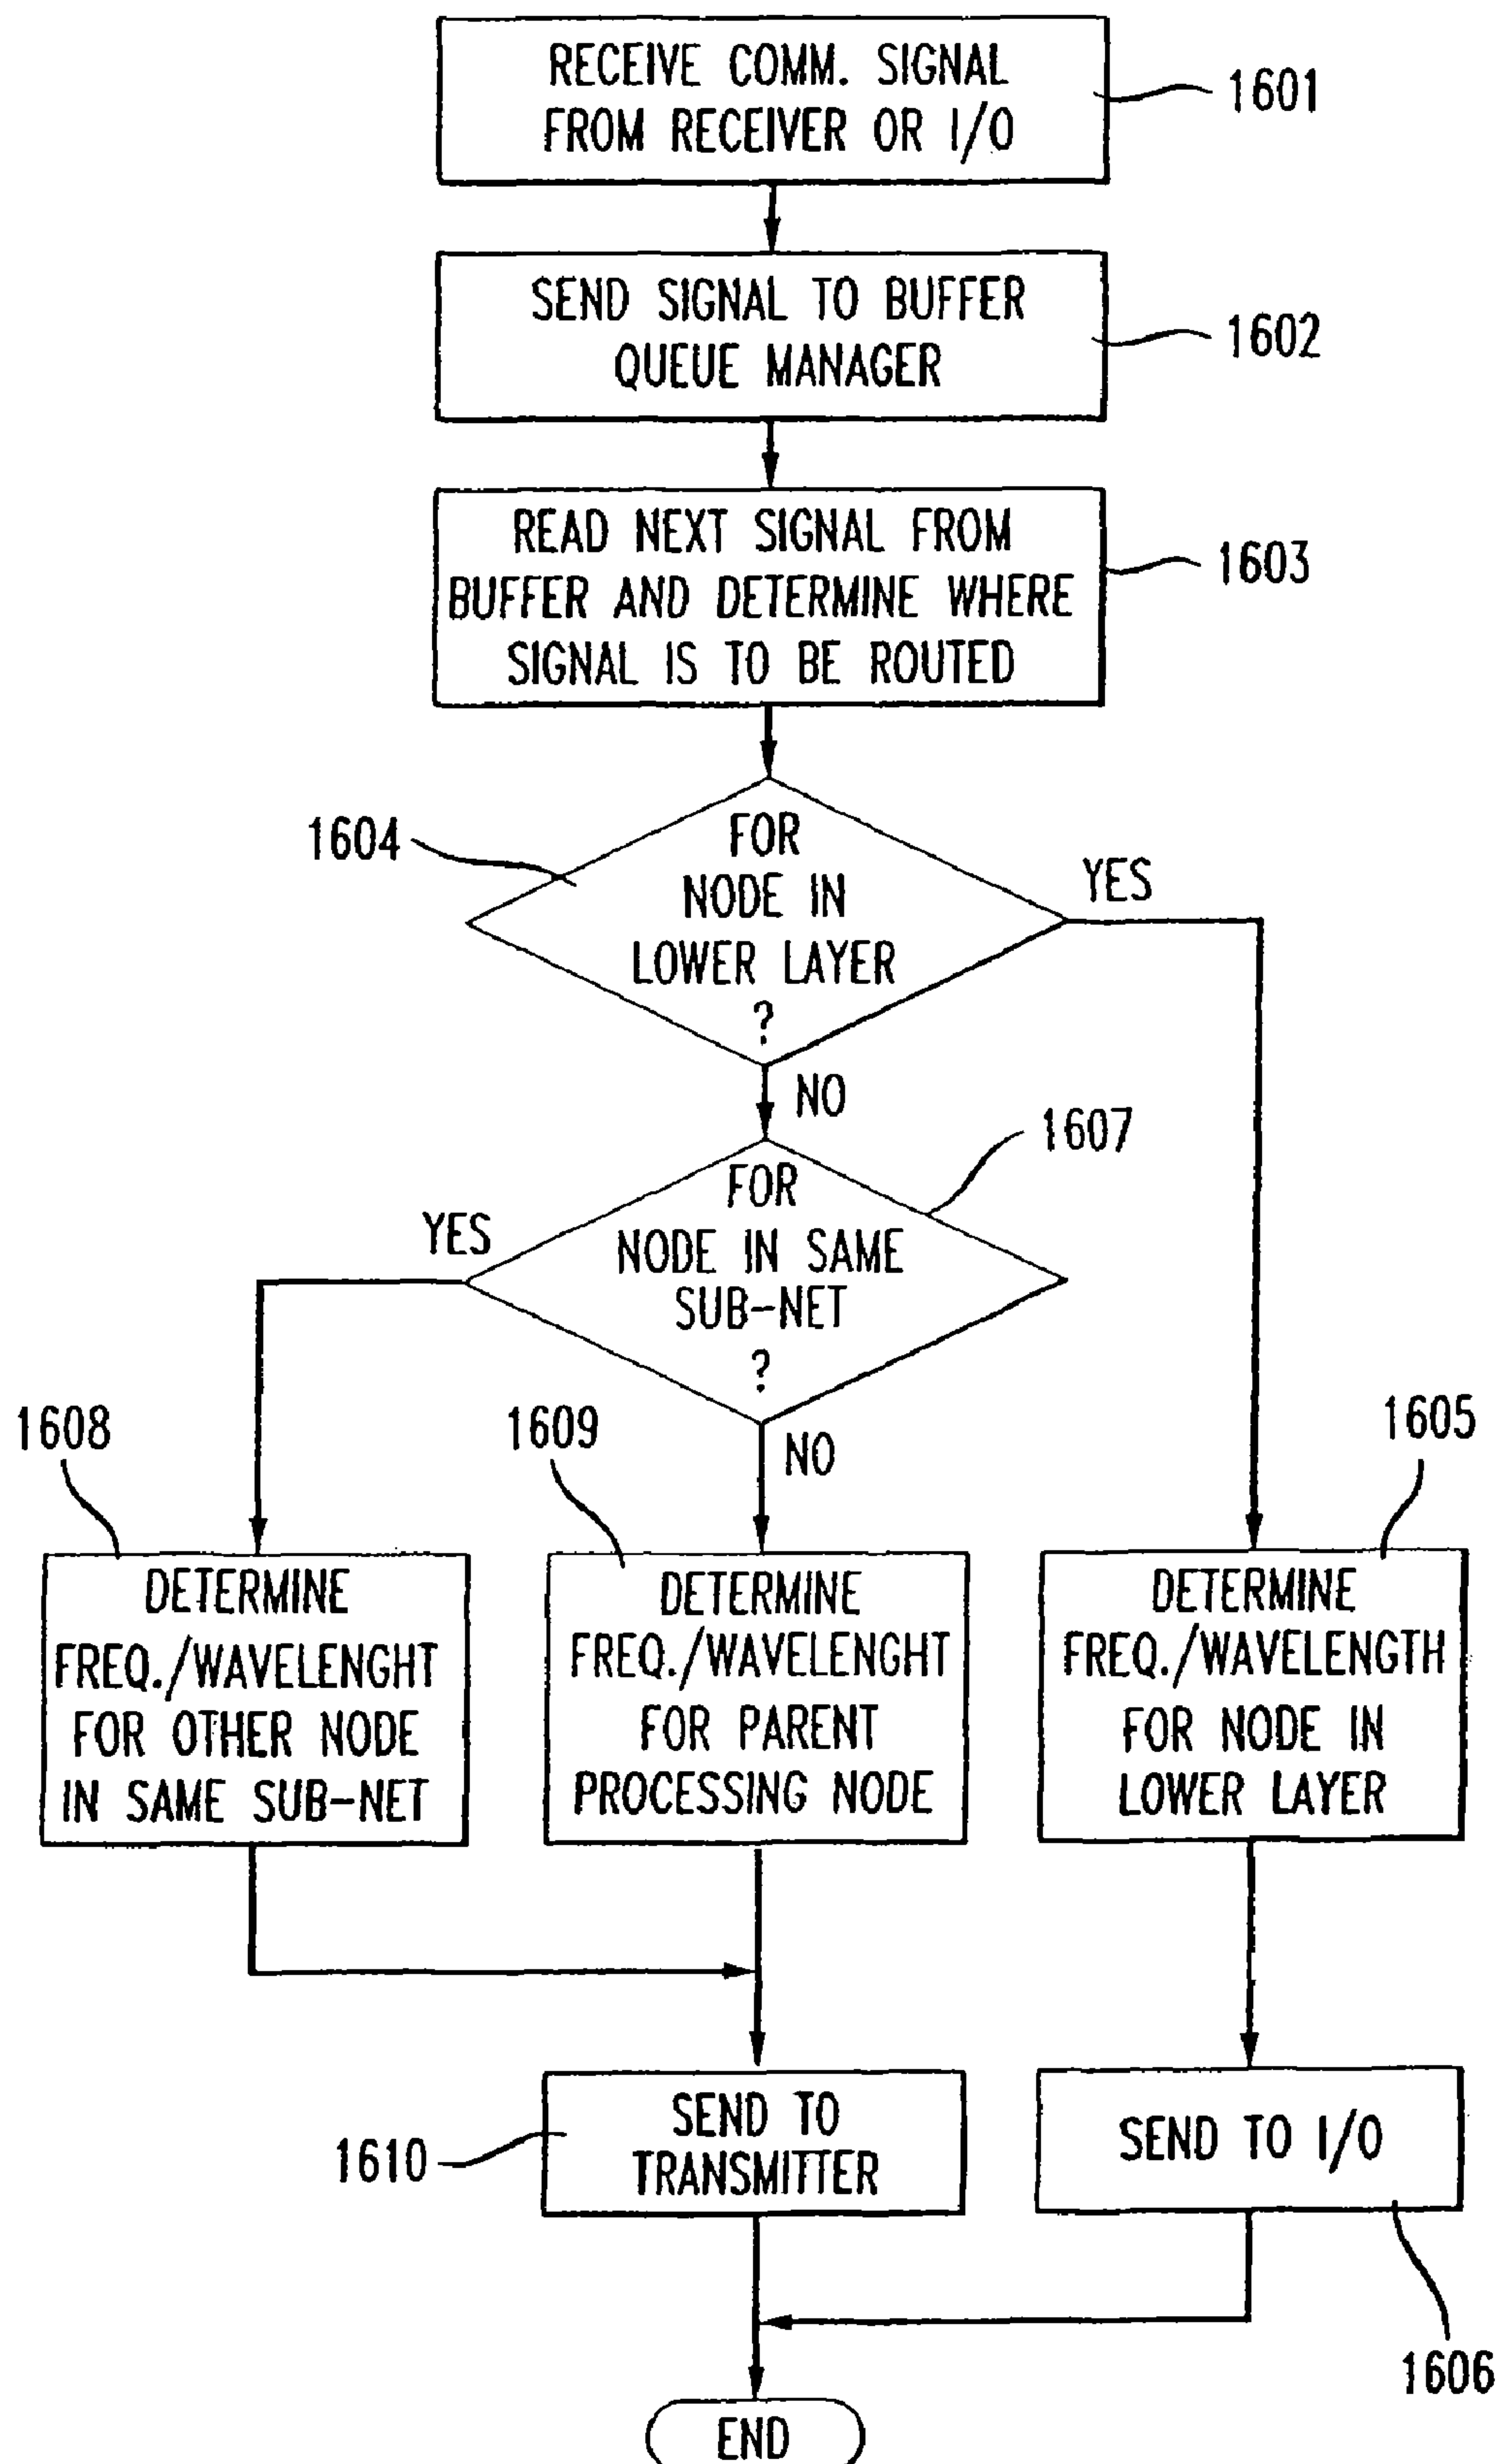 RECEIVE COMM. SIGNAL
FROM RECEIVER OR I/O
1601
SEND SIGNAL TO BUFFER
QUEUE MANAGER
1602
READ NEXT SIGNAL FROM
BUFFER AND DETERMINE WHERE
SIGNAL IS TO BE ROUTED
1603
1604
FOR
NODE IN
LOWER LAYER
?
YES
NO
1607
FOR
NODE IN SAME
SUB-NET
?
YES
NO
1608
DETERMINE
FREQ./WAVELENGHT
FOR OTHER NODE
IN SAME SUB-NET
1609
DETERMINE
FREQ./WAVELENGHT
FOR PARENT
PROCESSING NODE
1605
DETERMINE
FREQ./WAVELENGTH
FOR NODE IN
LOWER LAYER
1610
SEND TO
TRANSMITTER
SEND TO I/O
1606
END